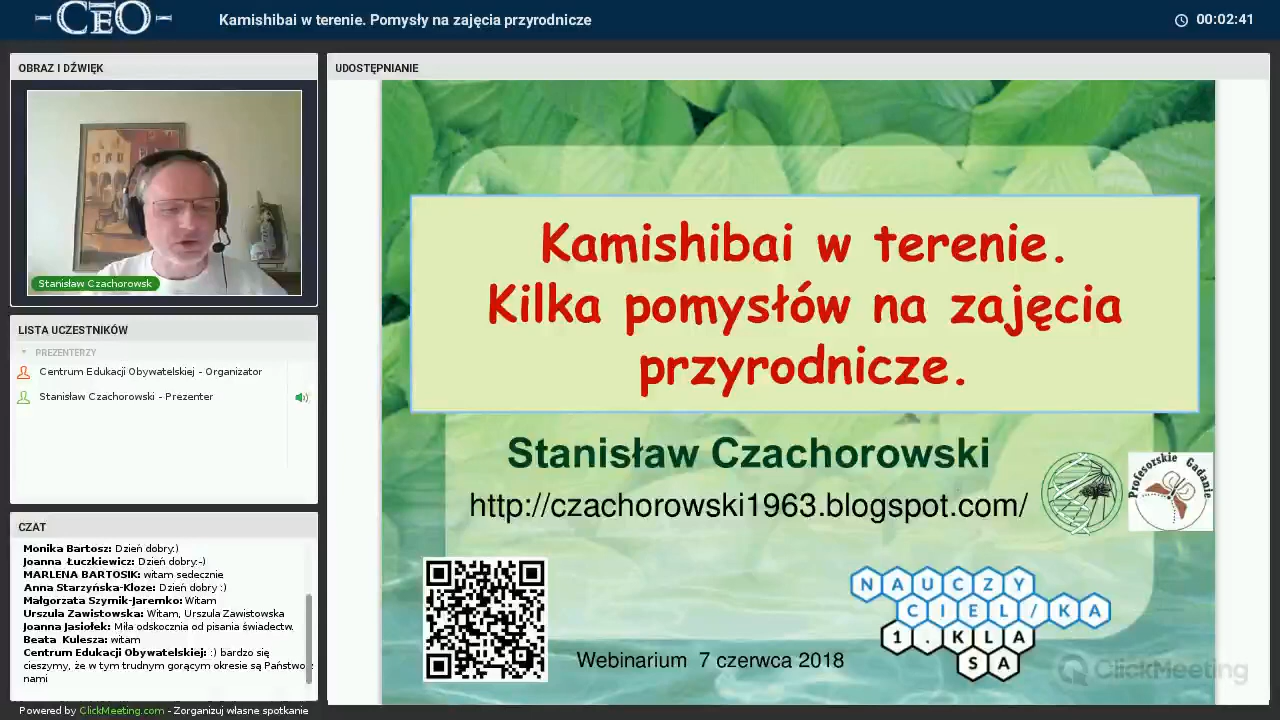 CEO
Kamishibai w terenie. Pomysły na zajęcia przyrodnicze
00:02:41
OBRAZ I DŹWIĘK
Stanisław Czachorowsk
LISTA UCZESTNIKÓW
PREZENTERZY
Centrum Edukacji Obywatelskiej - Organizator
Stanisław Czachorowski - Prezenter
CZAT
Monika Bartosz: Dzień dobry:)
Joanna Łuczkiewicz: Dzień dobry:-)
MARLENA BARTOSIK: witam sedecznie
Anna Starzyńska-Kloze: Dzień dobry :)
Małgorzata Szymik-Jaremko: Witam
Urszula Zawistowska: Witam, Urszula Zawistowska
Joanna Jasiołek: Miła odskocznia od pisania świadectw.
Beata Kulesza: witam
Centrum Edukacji Obywatelskiej: :) bardzo się
cieszymy, że w tym trudnym gorącym okresie są Państwo z
nami
Powered by ClickMeeting.com - Zorganizuj własne spotkanie
UDOSTĘPNIANIE
Kamishibai w terenie.
Kilka pomysłów na zajęcia
przyrodnicze.
Stanisław Czachorowski
http://czachorowski1963.blogspot.com/
Profesorskie Gadanie
NAUCZY
CIEL/KA
1.KLA
SA
Webinarium 7 czerwca 2018
ClickMeeting